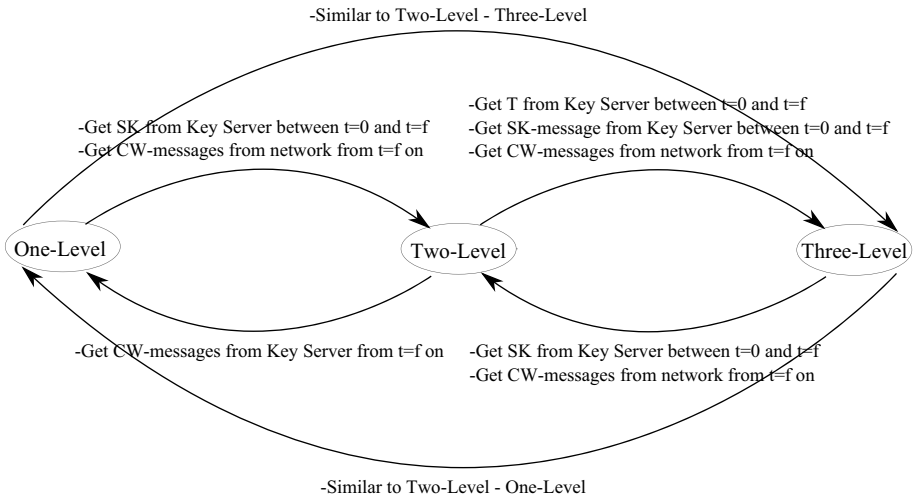 -Similar to Two-Level - Three-Level
-Get SK from Key Server between t=0 and t=f
-Get CW-messages from network from t=f on
-Get T from Key Server between t=0 and t=f
-Get SK-message from Key Server between t=0 and t=f
-Get CW-messages from network from t=f on
One-Level
Two-Level
Three-Level
-Get CW-messages from Key Server from t=f on
-Get SK from Key Server between t=0 and t=f
-Get CW-messages from network from t=f on
-Similar to Two-Level - One-Level